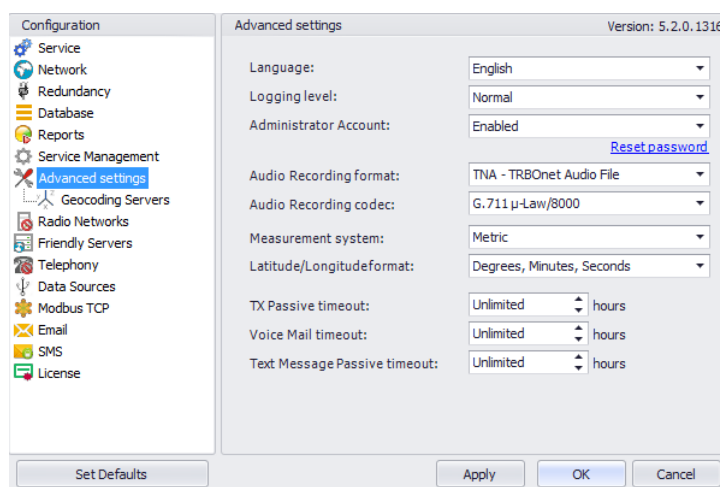 Configuration
Service
Network
Redundancy
Database
Reports
Service Management
Advanced settings
Geocoding Servers
Radio Networks
Friendly Servers
Telephony
Data Sources
Modbus TCP
Email
SMS
License
Set Defaults
Advanced settings Version: 5.2.0.1316
Language: English
Logging level: Normal
Administrator Account: Enabled
Reset password
Audio Recording format: TNA - TRBOnet Audio File
Audio Recording codec: G.711 µ-Law/8000
Measurement system: Metric
Latitude/Longitudeformat: Degrees, Minutes, Seconds
TX Passive timeout: Unlimited hours
Voice Mail timeout: Unlimited hours
Text Message Passive timeout: Unlimited hours
Apply OK Cancel